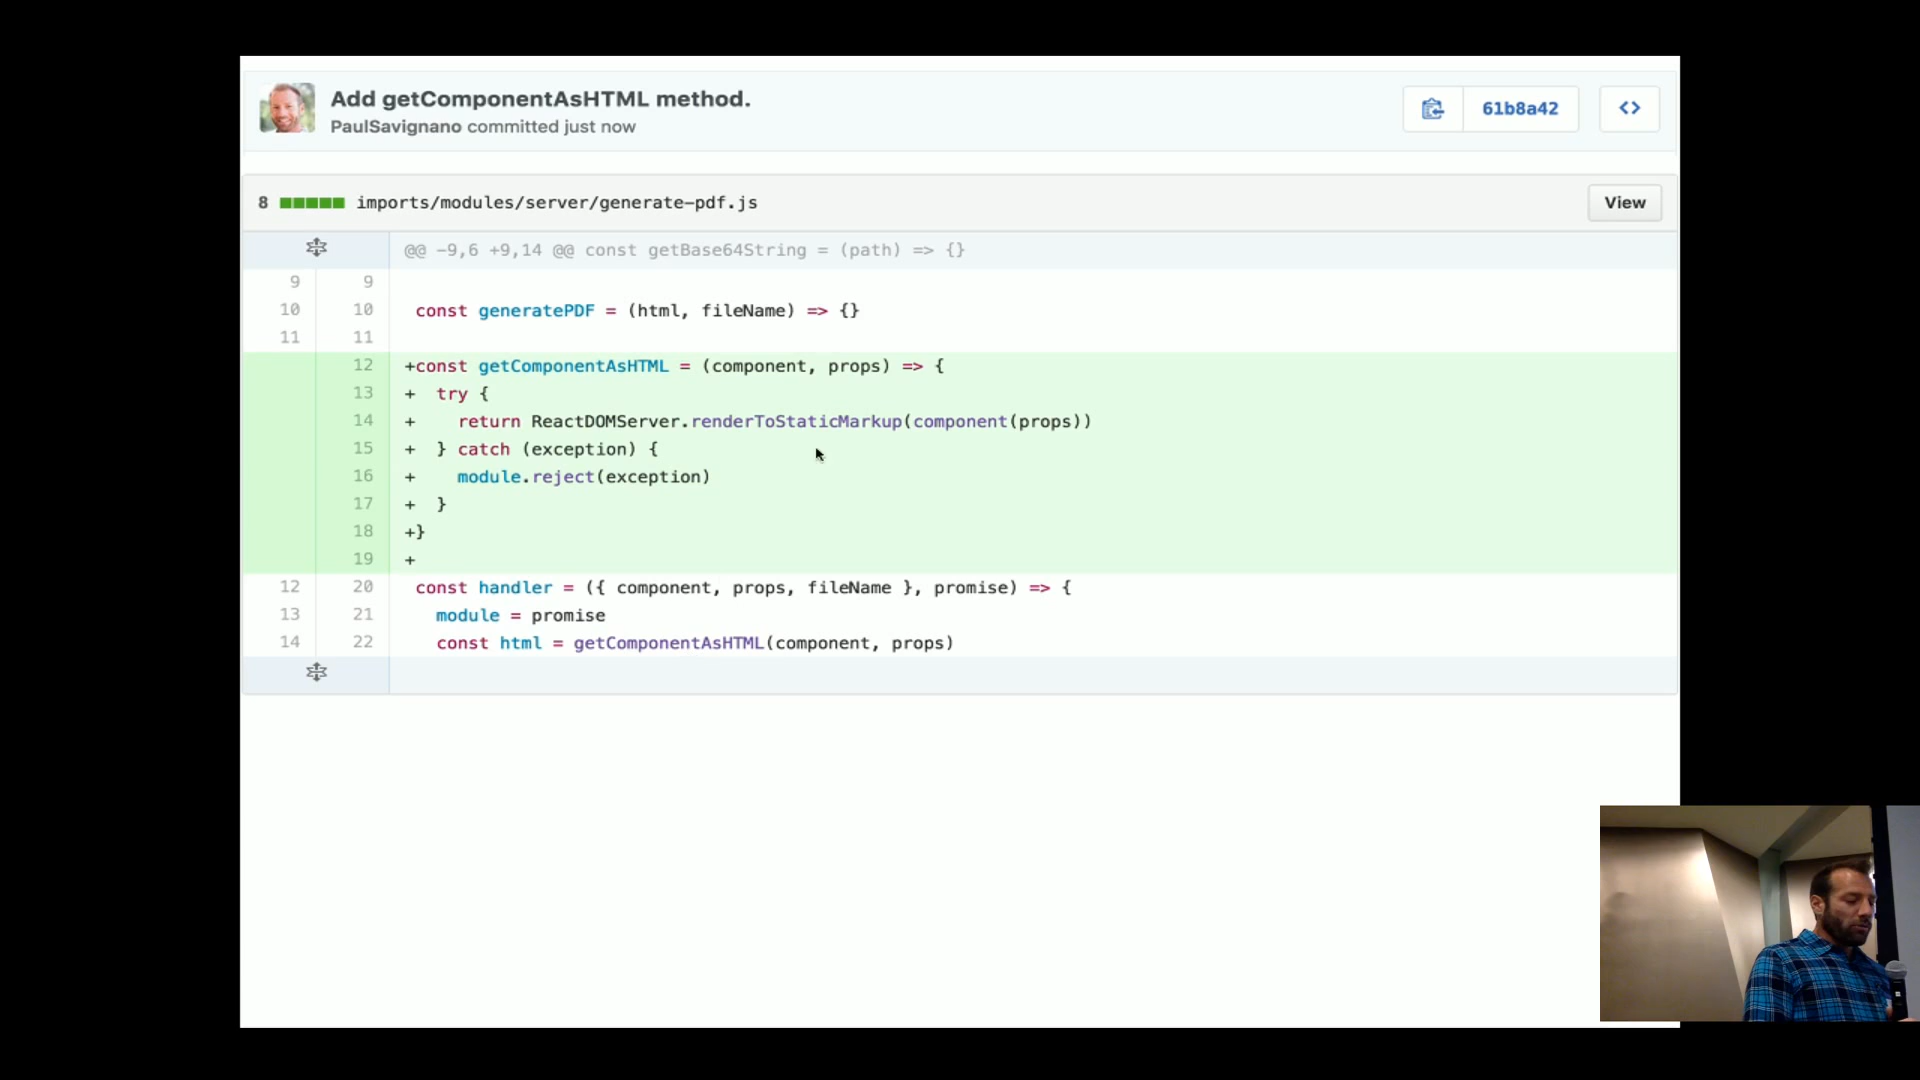 Add getComponentAsHTML method.
PaulSavignano committed just now
61b8a42
<>
8 imports/modules/server/generate-pdf.js
View
@@ -9,6 +9,14 @@ const getBase64String = (path) => {}
9 9
10 10 const generatePDF = (html, fileName) => {}
11 11
12 +const getComponentAsHTML = (component, props) => {
13 +  try {
14 +    return ReactDOMServer.renderToStaticMarkup(component(props))
15 +  } catch (exception) {
16 +    module.reject(exception)
17 +  }
18 +}
19 +
12 20 const handler = ({ component, props, fileName }, promise) => {
13 21   module = promise
14 22   const html = getComponentAsHTML(component, props)